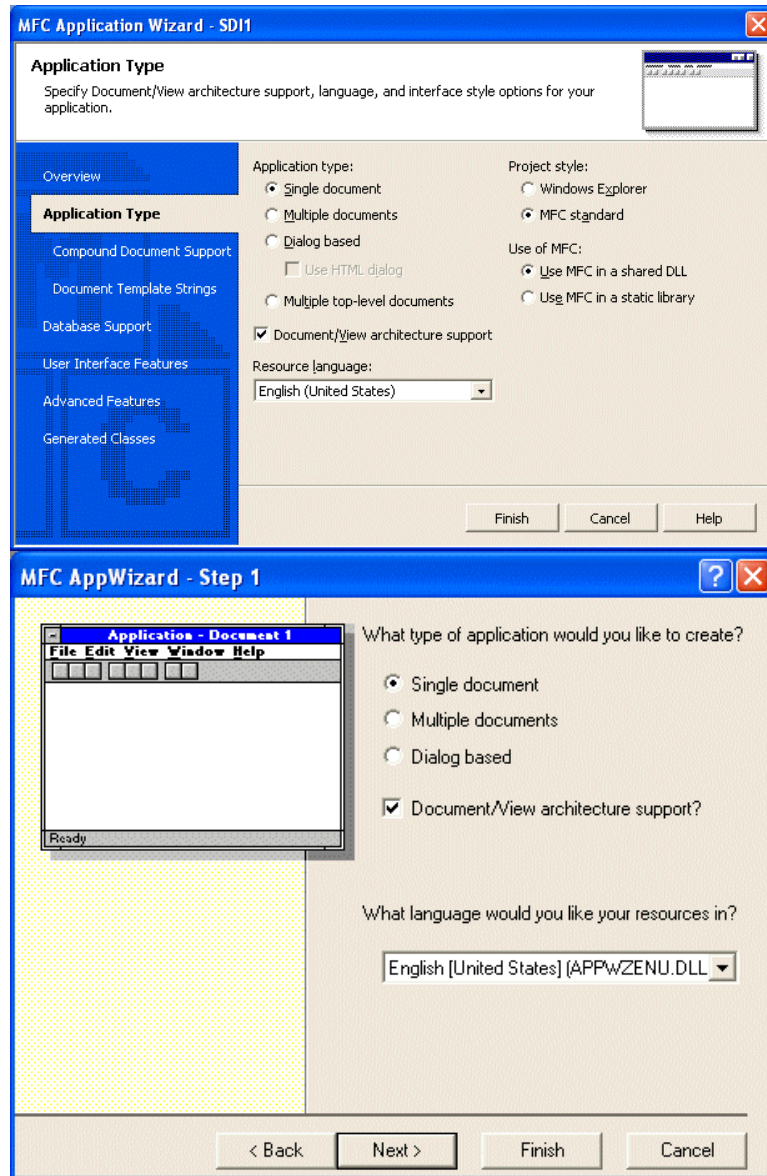 MFC Application Wizard - SDI1
Application Type
Specify Document/View architecture support, language, and interface style options for your
application.
Overview
Application Type
Compound Document Support
Document Template Strings
Database Support
User Interface Features
Advanced Features
Generated Classes
Application type:
Single document
Multiple documents
Dialog based
Use HTML dialog
Multiple top-level documents
Document/View architecture support
Resource language:
English (United States)
Project style:
Windows Explorer
MFC standard
Use of MFC:
Use MFC in a shared DLL
Use MFC in a static library
Finish
Cancel
Help
MFC AppWizard - Step 1
Application - Document 1
File Edit View Window Help
Ready
What type of application would you like to create?
Single document
Multiple documents
Dialog based
Document/View architecture support?
What language would you like your resources in?
English [United States] (APPWZENU.DLL
< Back
Next >
Finish
Cancel